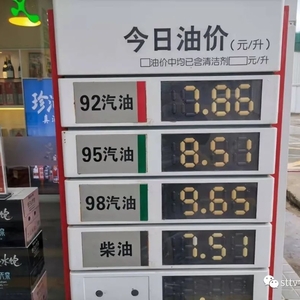 今日油价(元/升)
油价中均已含清洁剂 元/升
92汽油 7.86
95汽油 8.51
98汽油 9.65
柴油 7.51
珍